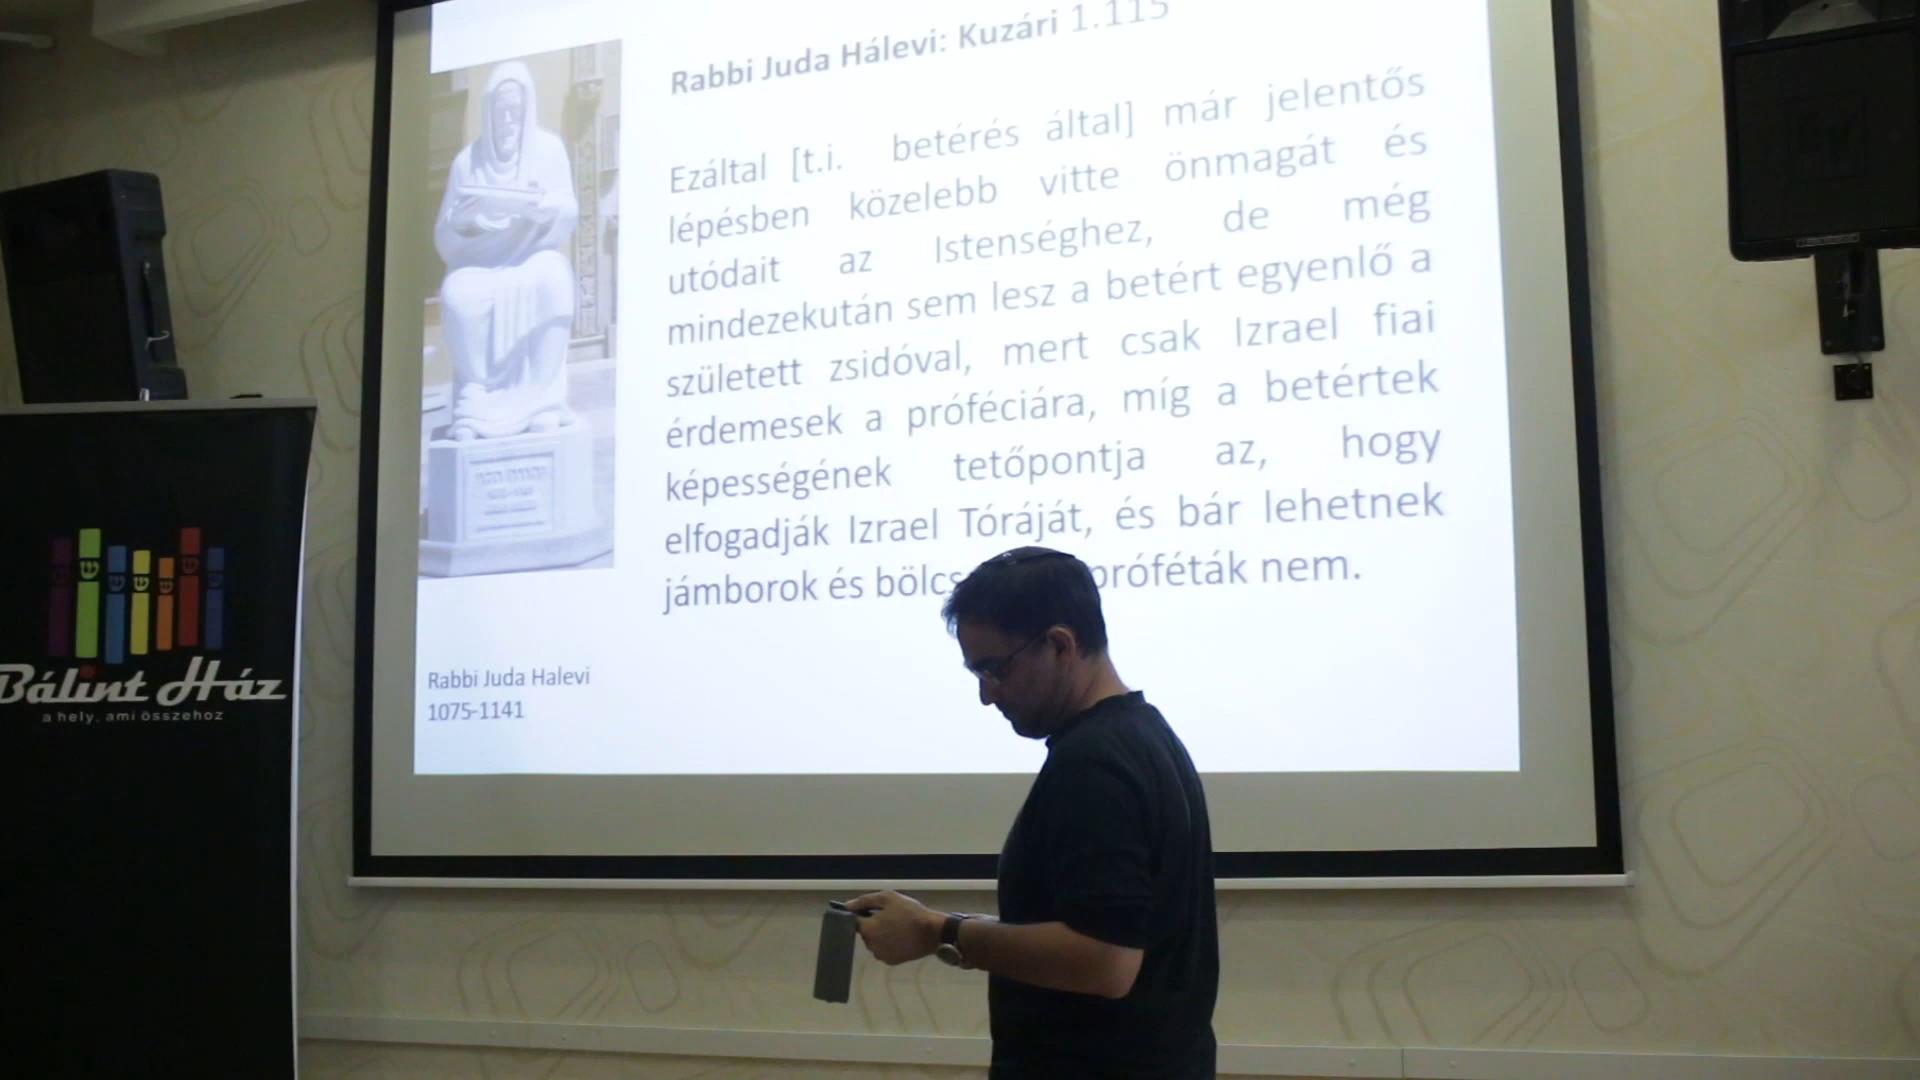 Rabbi Juda Hálevi: Kuzári 1.115
Ezáltal [t.i. betérés által] már jelentős
lépésben közelebb vitte önmagát és
utódait az Istenséghez, de még
mindezekután sem lesz a betért egyenlő a
született zsidóval, mert csak Izrael fiai
érdemesek a próféciára, míg a betértek
képességének tetőpontja az, hogy
elfogadják Izrael Tóráját, és bár lehetnek
jámborok és próféták nem.
Rabbi Juda Halevi
1075-1141
Bálint Ház
a hely, ami összehoz